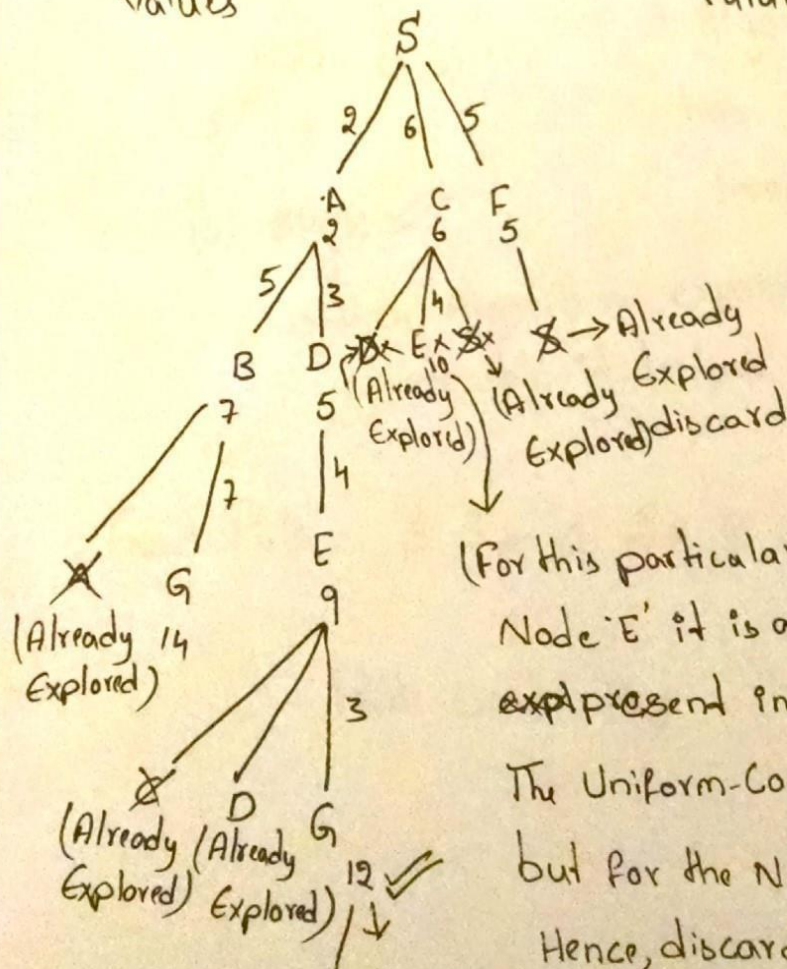 Values
S
2 6 5
A C F
2 6 5
5 3 4
B D D E S S → Already
7 5 10 Explored
(Already (Already discard
Explored) Explored)
7 4
E
A G 9
(Already 14
Explored)
3
C D G
(Already (Already 12
Explored) Explored)
(For this particula
Node 'E' it is a
present in
The Uniform-Co
but for the N
Hence, discar